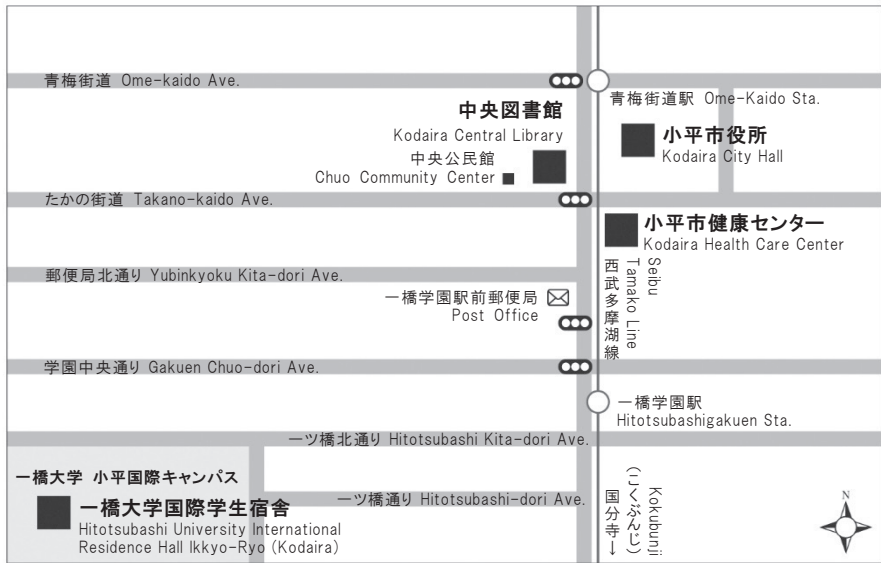 青梅街道 Ome-kaido Ave.
青梅街道駅 Ome-Kaido Sta.
中央図書館
Kodaira Central Library
小平市役所
Kodaira City Hall
中央公民館
Chuo Community Center
たかの街道 Takano-kaido Ave.
小平市健康センター
Kodaira Health Care Center
郵便局北通り Yubinkyoku Kita-dori Ave.
Seibu
Tamako Line
西武多摩湖線
一橋学園駅前郵便局
Post Office
学園中央通り Gakuen Chuo-dori Ave.
一橋学園駅
Hitotsubashigakuen Sta.
一ツ橋北通り Hitotsubashi Kita-dori Ave.
一橋大学 小平国際キャンパス
一橋大学国際学生宿舎
Hitotsubashi University International
Residence Hall Ikkyo-Ryo (Kodaira)
一ツ橋通り Hitotsubashi-dori Ave.
Kokubunji
(こくぶんじ)
国分寺↓
N